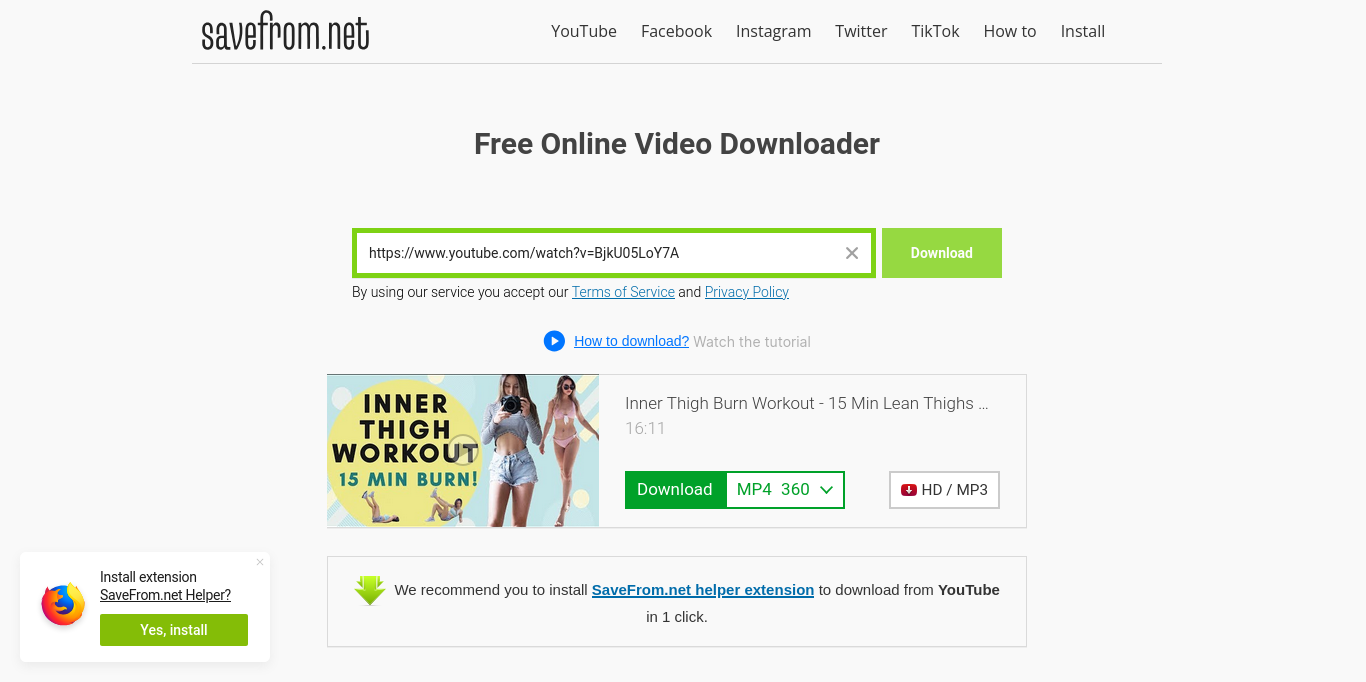 savefrom.net
YouTube Facebook Instagram Twitter TikTok How to Install
Free Online Video Downloader
https://www.youtube.com/watch?v=BjkU05LoY7A
Download
By using our service you accept our Terms of Service and Privacy Policy
How to download? Watch the tutorial
INNER
THIGH
WORKOUT
15 MIN BURN!
Inner Thigh Burn Workout - 15 Min Lean Thighs ...
16:11
Download MP4 360
HD / MP3
We recommend you to install SaveFrom.net helper extension to download from YouTube
in 1 click.
Install extension
SaveFrom.net Helper?
Yes, install